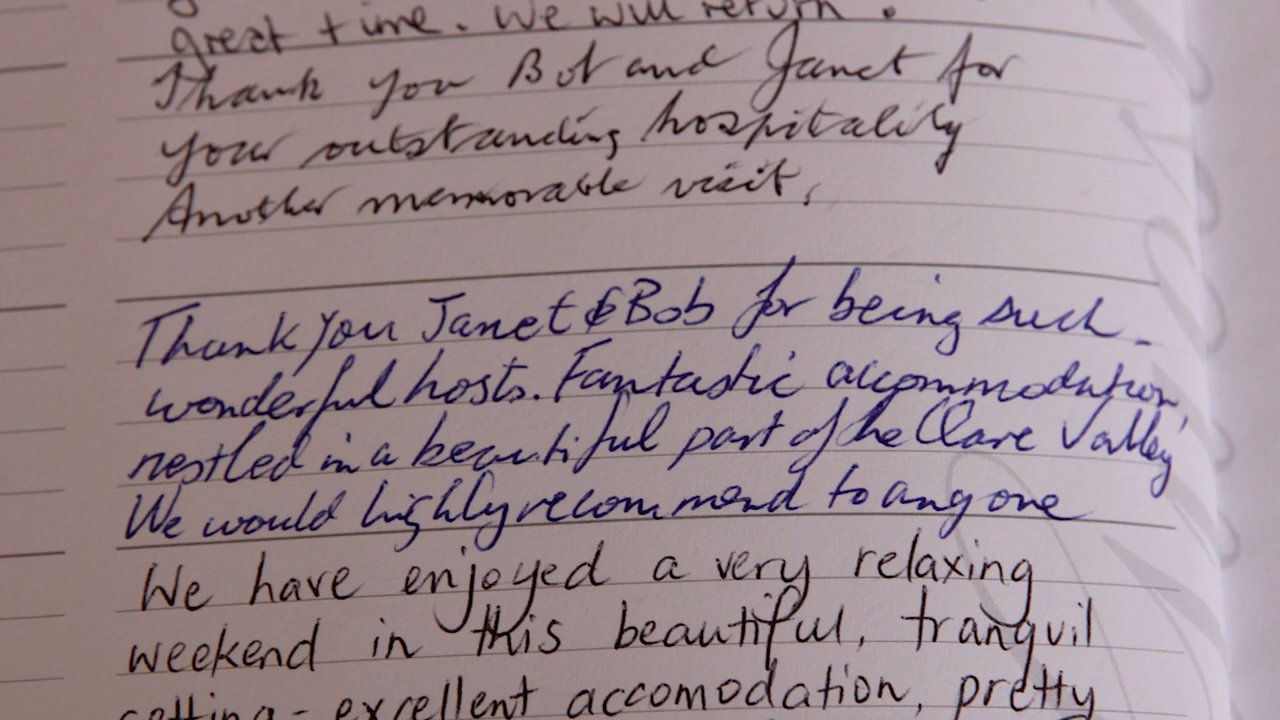 great time. We will return.
Thank you Bob and Janet for
your outstanding hospitality
Another memorable visit,
Thank you Janet & Bob for being such
wonderful hosts. Fantastic accommodation,
nestled in a beautiful part of the Clare Valley
We would highly recommend to anyone
We have enjoyed a very relaxing
weekend in this beautiful, tranquil
setting - excellent accomodation, pretty